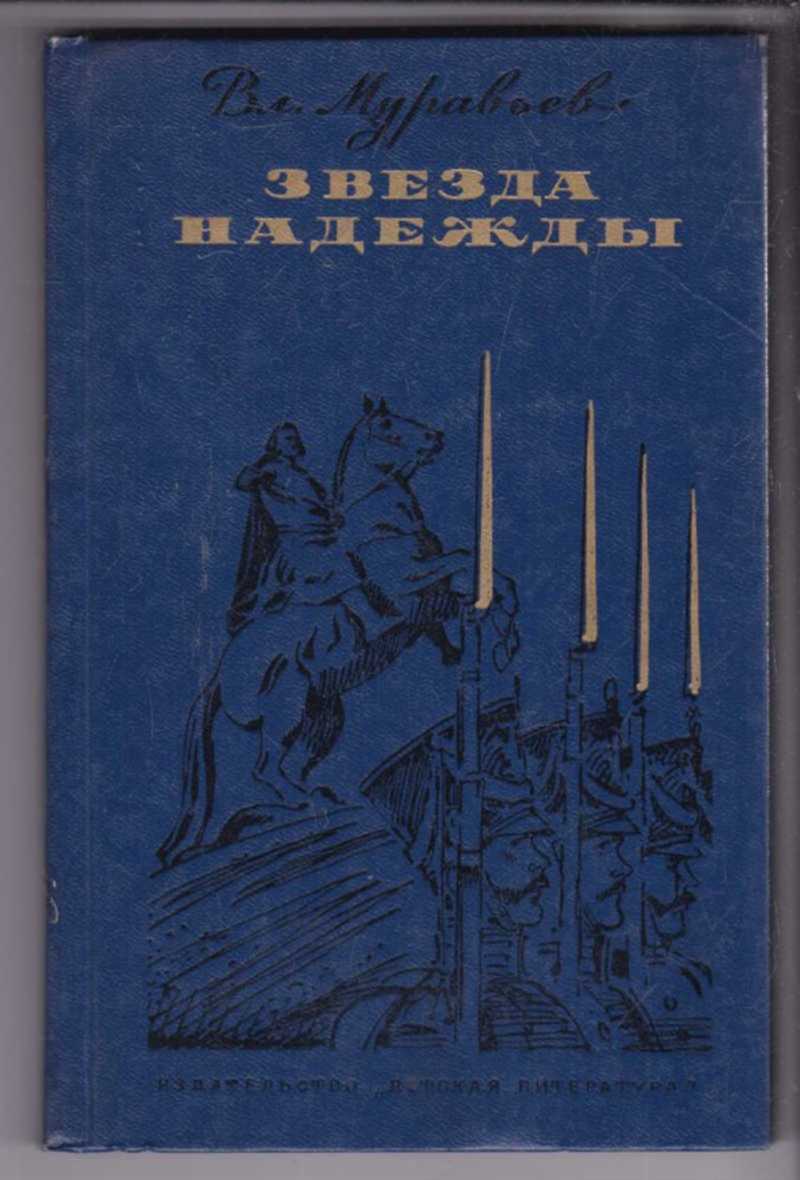 Вл. Муравьев
ЗВЕЗДА
НАДЕЖДЫ
ИЗДАТЕЛЬСТВО „ДЕТСКАЯ ЛИТЕРАТУРА"